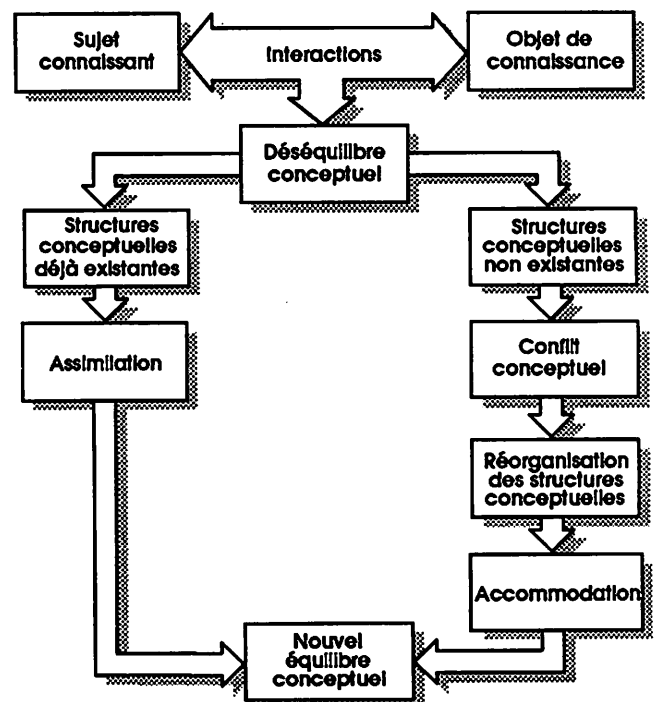 Sujet
connaissant
Interactions
Objet de
connaissance
Déséquilibre
conceptuel
Structures
conceptuelles
déjà existantes
Structures
conceptuelles
non existantes
Assimilation
Conflit
conceptuel
Réorganisation
des structures
conceptuelles
Accommodation
Nouvel
équilibre
conceptuel